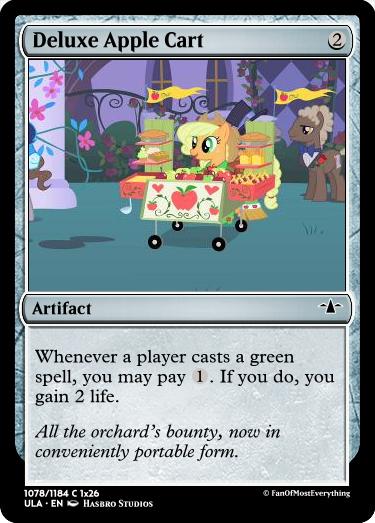 Deluxe Apple Cart 2
Artifact
Whenever a player casts a green
spell, you may pay 1. If you do, you
gain 2 life.
All the orchard's bounty, now in
conveniently portable form.
1078/1184 C 1x26
ULA • EN HASBRO STUDIOS
© FanOfMostEverything